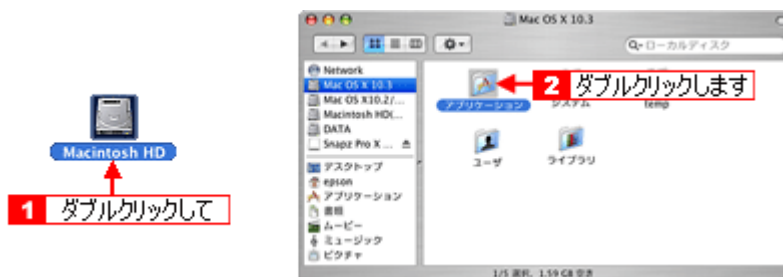 Macintosh HD
1 ダブルクリックして
Mac OS X 10.3
ローカルディスク
Network
Mac OS X 10.3
Mac OS X10.2/...
Macintosh HD(...
DATA
Snapz Pro X ...
デスクトップ
epson
アプリケーション
書類
ムービー
ミュージック
ピクチャ
2 ダブルクリックします
アプリケーション
システム
temp
ユーザ
ライブラリ
1/5 選択、1.59 GB 空き